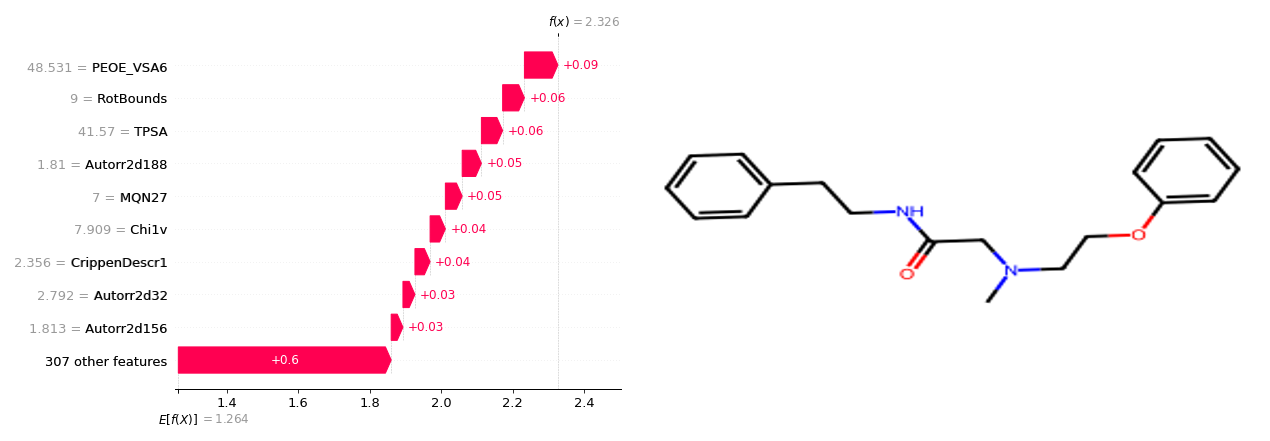 f(x) = 2.326
48.531 = PEOE_VSA6
+0.09
9 = RotBounds
+0.06
41.57 = TPSA
+0.06
1.81 = Autorr2d188
+0.05
7 = MQN27
+0.05
7.909 = Chi1v
+0.04
2.356 = CrippenDescr1
+0.04
2.792 = Autorr2d32
+0.03
1.813 = Autorr2d156
+0.03
307 other features
+0.6
1.4 1.6 1.8 2.0 2.2 2.4
E[f(X)] = 1.264
NH
O
N
O